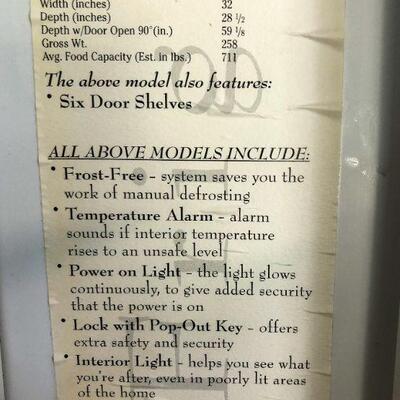 Width (inches) 32
Depth (inches) 28 1/2
Depth w/Door Open 90°(in.) 59 1/8
Gross Wt. 258
Avg. Food Capacity (Est. in lbs.) 711
The above model also features:
• Six Door Shelves
ALL ABOVE MODELS INCLUDE:
• Frost-Free - system saves you the
work of manual defrosting
• Temperature Alarm - alarm
sounds if interior temperature
rises to an unsafe level
• Power on Light - the light glows
continuously, to give added security
that the power is on
• Lock with Pop-Out Key - offers
extra safety and security
• Interior Light - helps you see what
you're after, even in poorly lit areas
of the home